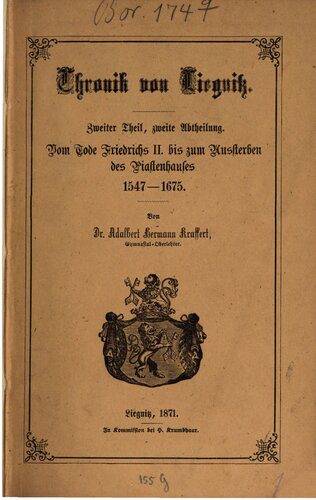 Bor. 1747
Chronik von Liegnitz.
Zweiter Theil, zweite Abtheilung.
Vom Tode Friedrichs II. bis zum Aussterben
des Piastenhauses
1547—1675.
Von
Dr. Adalbert Hermann Kraffert,
Gymnasial-Oberlehrer.
Liegnitz, 1871.
In Kommission bei H. Krumbhaar.
155 g